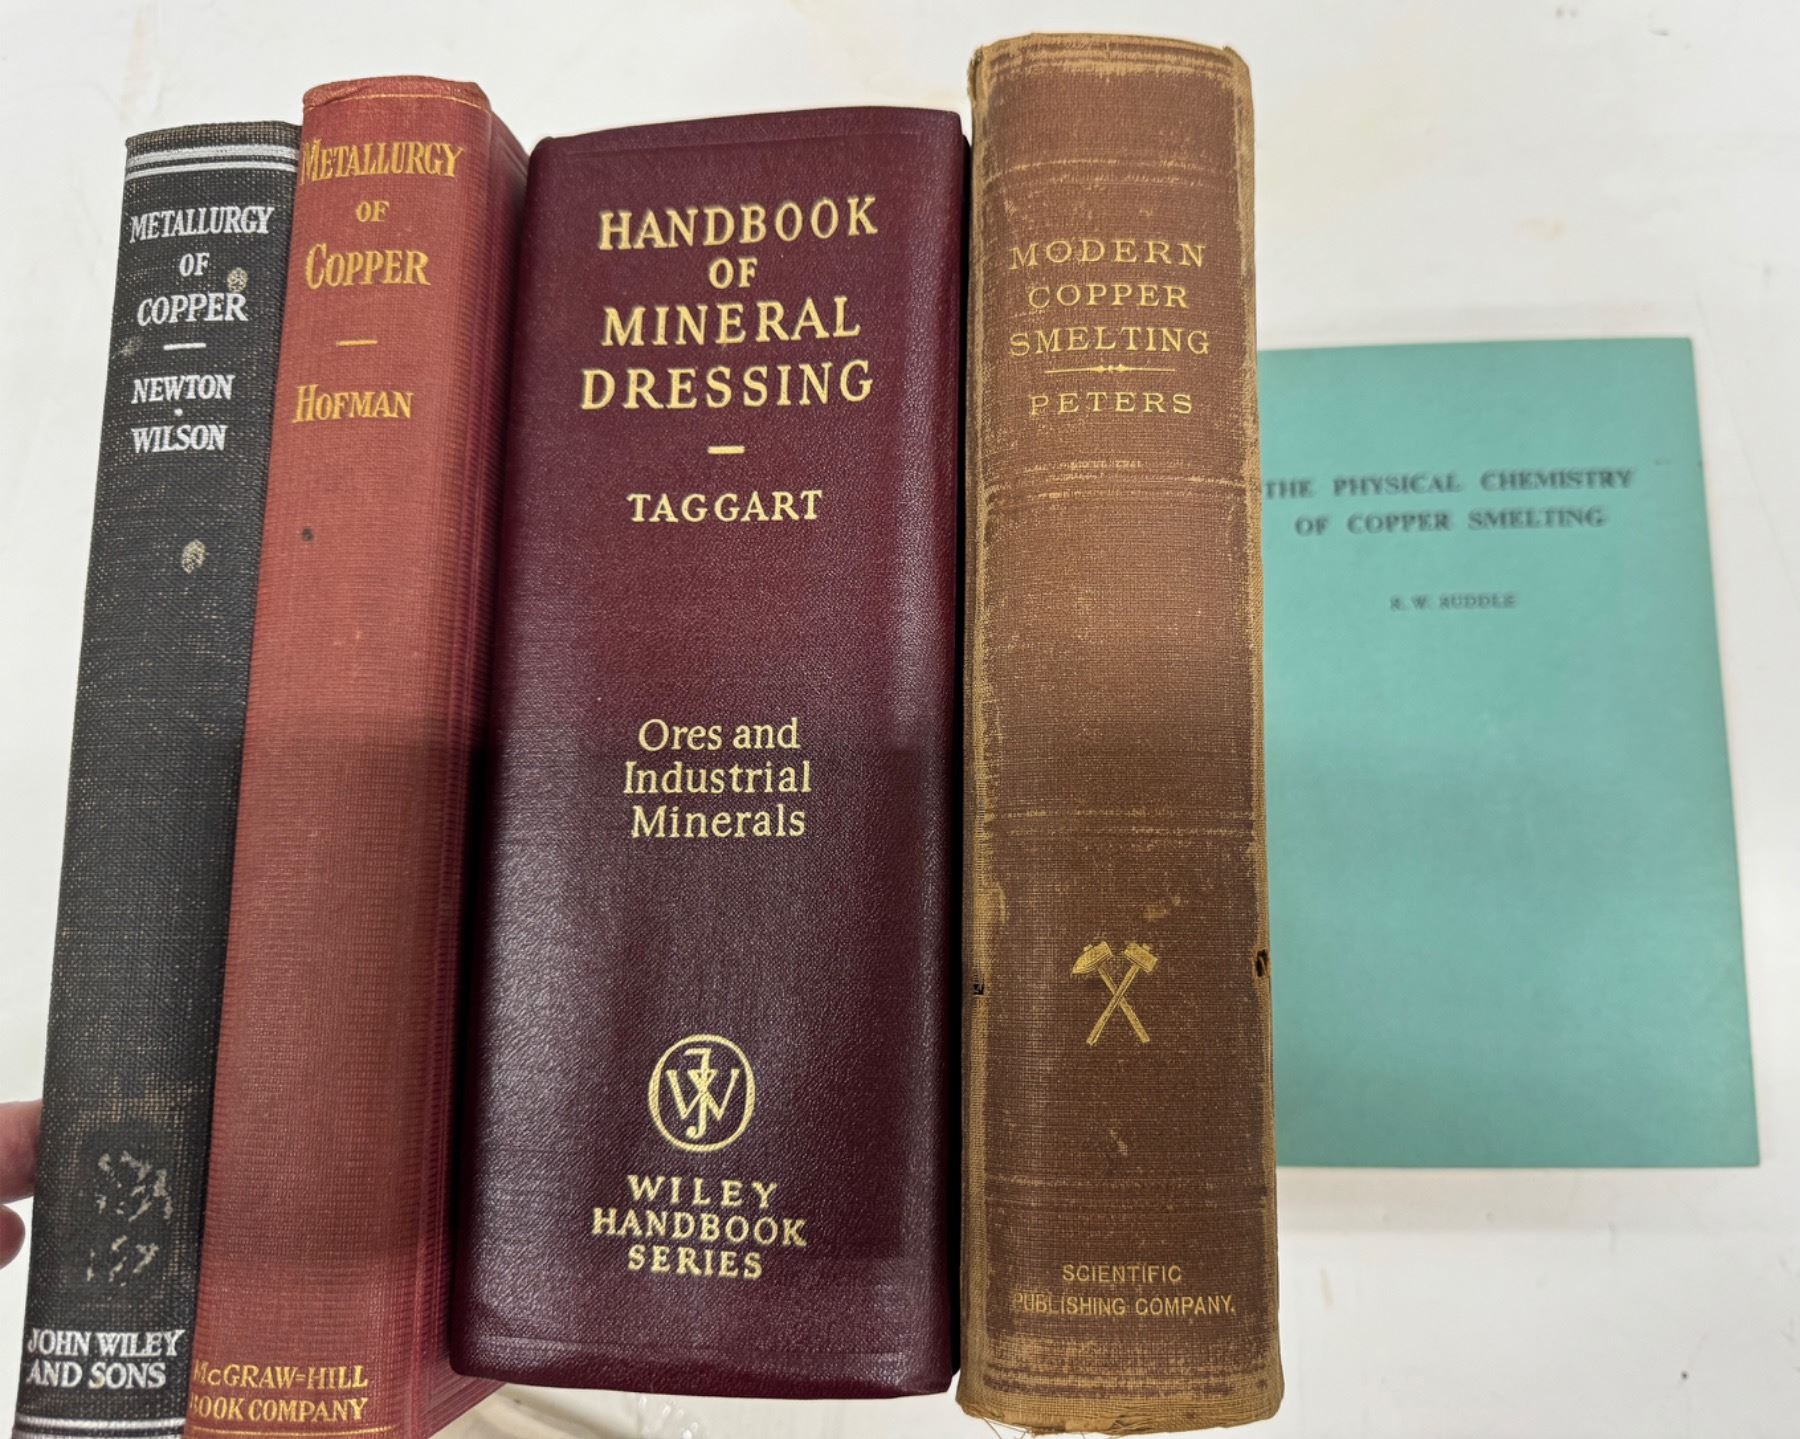 METALLURGY
OF
COPPER
NEWTON
WILSON
JOHN WILEY
AND SONS
METALLURGY
OF
COPPER
HOFMAN
McGRAW-HILL
BOOK COMPANY
HANDBOOK
OF
MINERAL
DRESSING
TAGGART
Ores and
Industrial
Minerals
JW
WILEY
HANDBOOK
SERIES
MODERN
COPPER
SMELTING
PETERS
SCIENTIFIC
PUBLISHING COMPANY.
THE PHYSICAL CHEMISTRY
OF COPPER SMELTING
R. W. RUDDLE